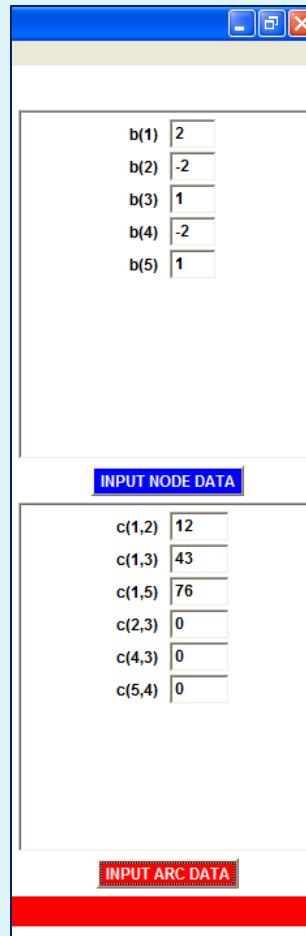 b(1) 2
b(2) -2
b(3) 1
b(4) -2
b(5) 1
INPUT NODE DATA
c(1,2) 12
c(1,3) 43
c(1,5) 76
c(2,3) 0
c(4,3) 0
c(5,4) 0
INPUT ARC DATA